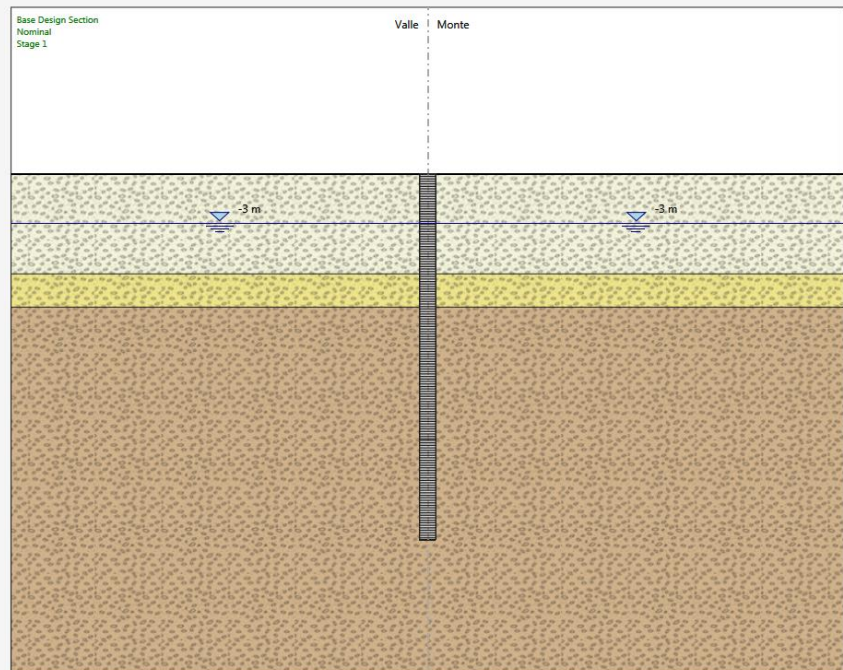 Base Design Section
Nominal
Stage 1
Valle Monte
-3 m -3 m